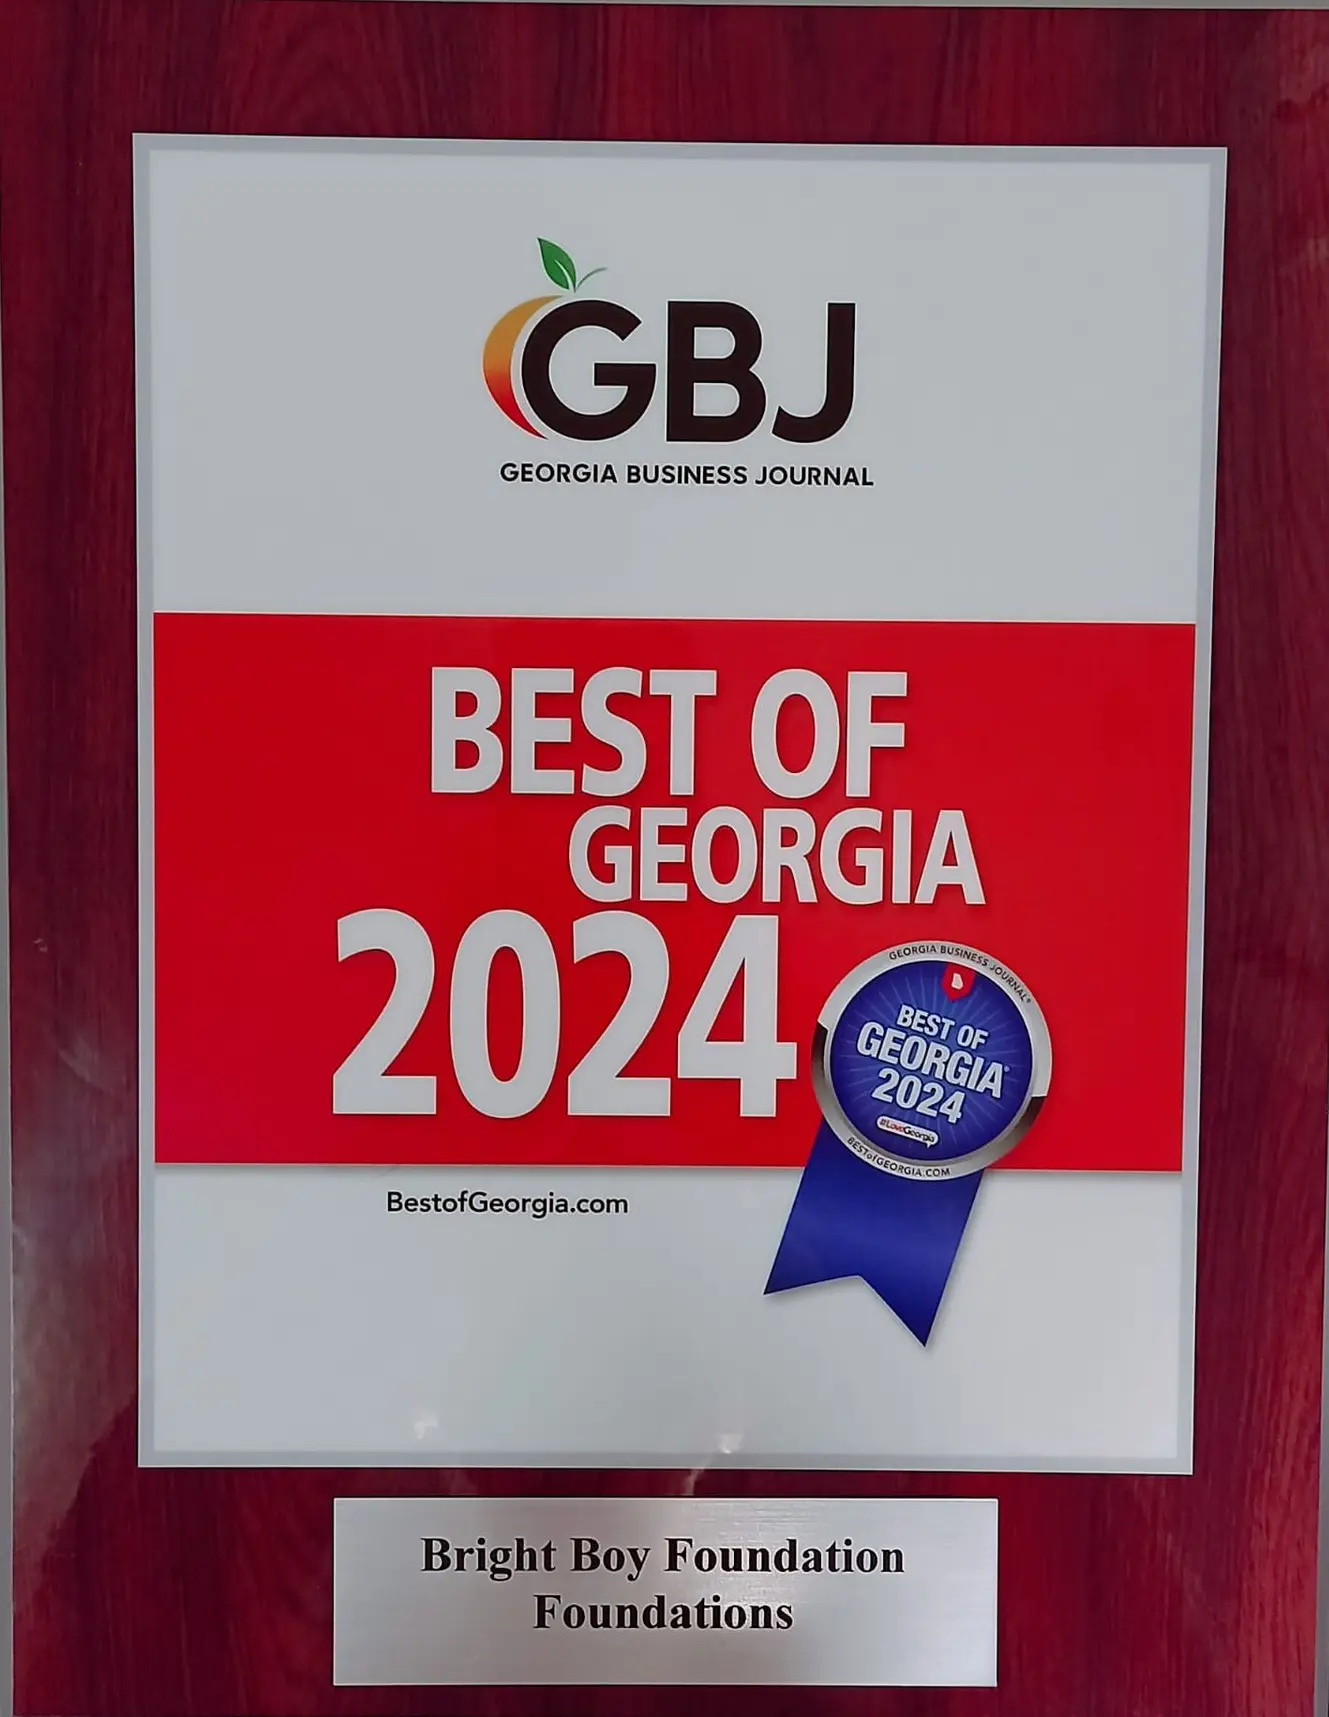 GBJ
GEORGIA BUSINESS JOURNAL
BEST OF
GEORGIA
2024
GEORGIA BUSINESS JOURNAL®
BEST OF
GEORGIA®
2024
#LoveGeorgia
BESTofGEORGIA.COM
BestofGeorgia.com
Bright Boy Foundation
Foundations